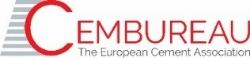 CEMBUREAU
The European Cement Association